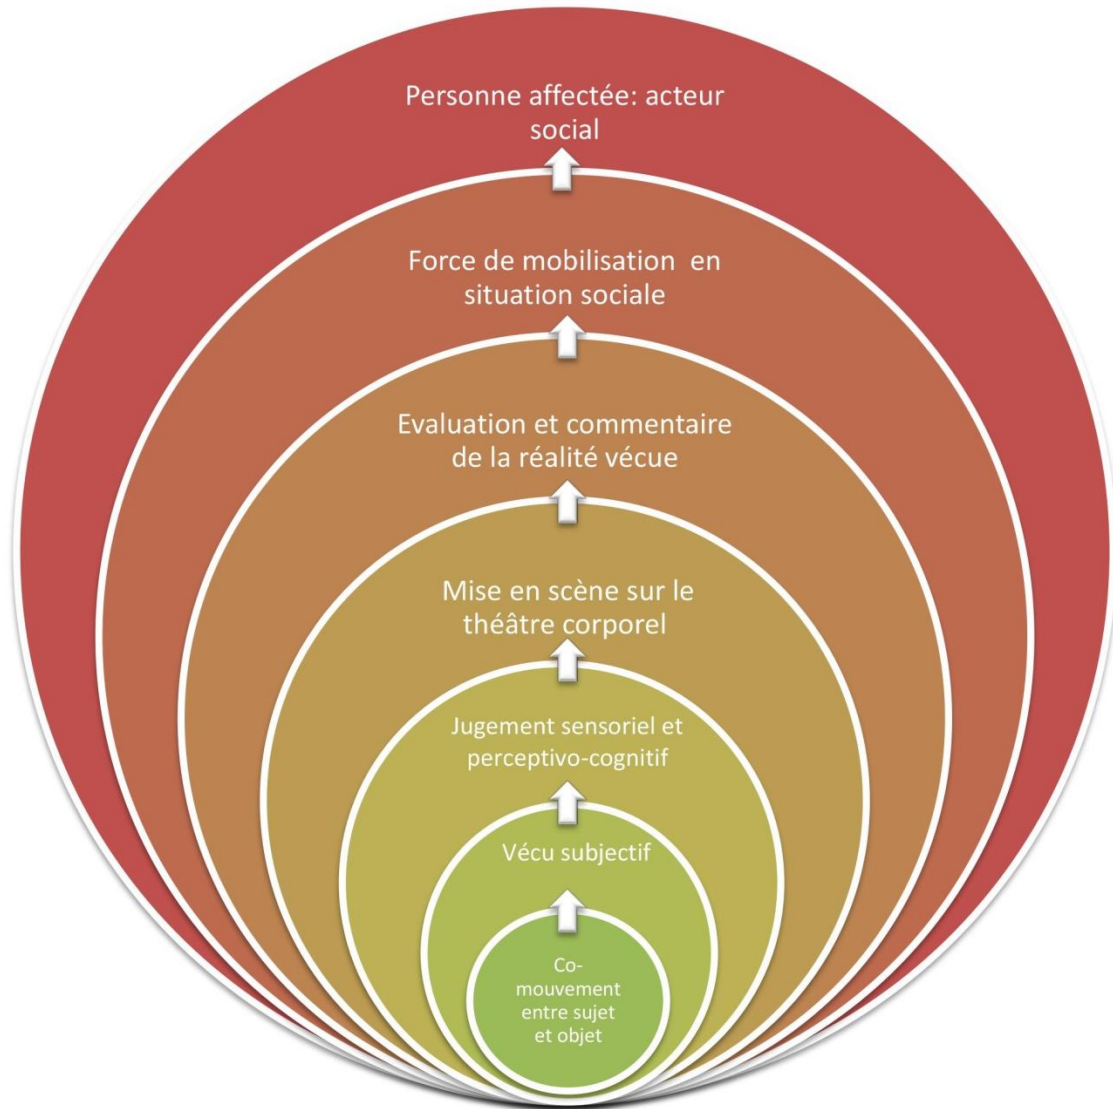 Personne affectée: acteur
social
Force de mobilisation en
situation sociale
Evaluation et commentaire
de la réalité vécue
Mise en scène sur le
théâtre corporel
Jugement sensoriel et
perceptivo-cognitif
Vécu subjectif
Co-
mouvement
entre sujet
et objet